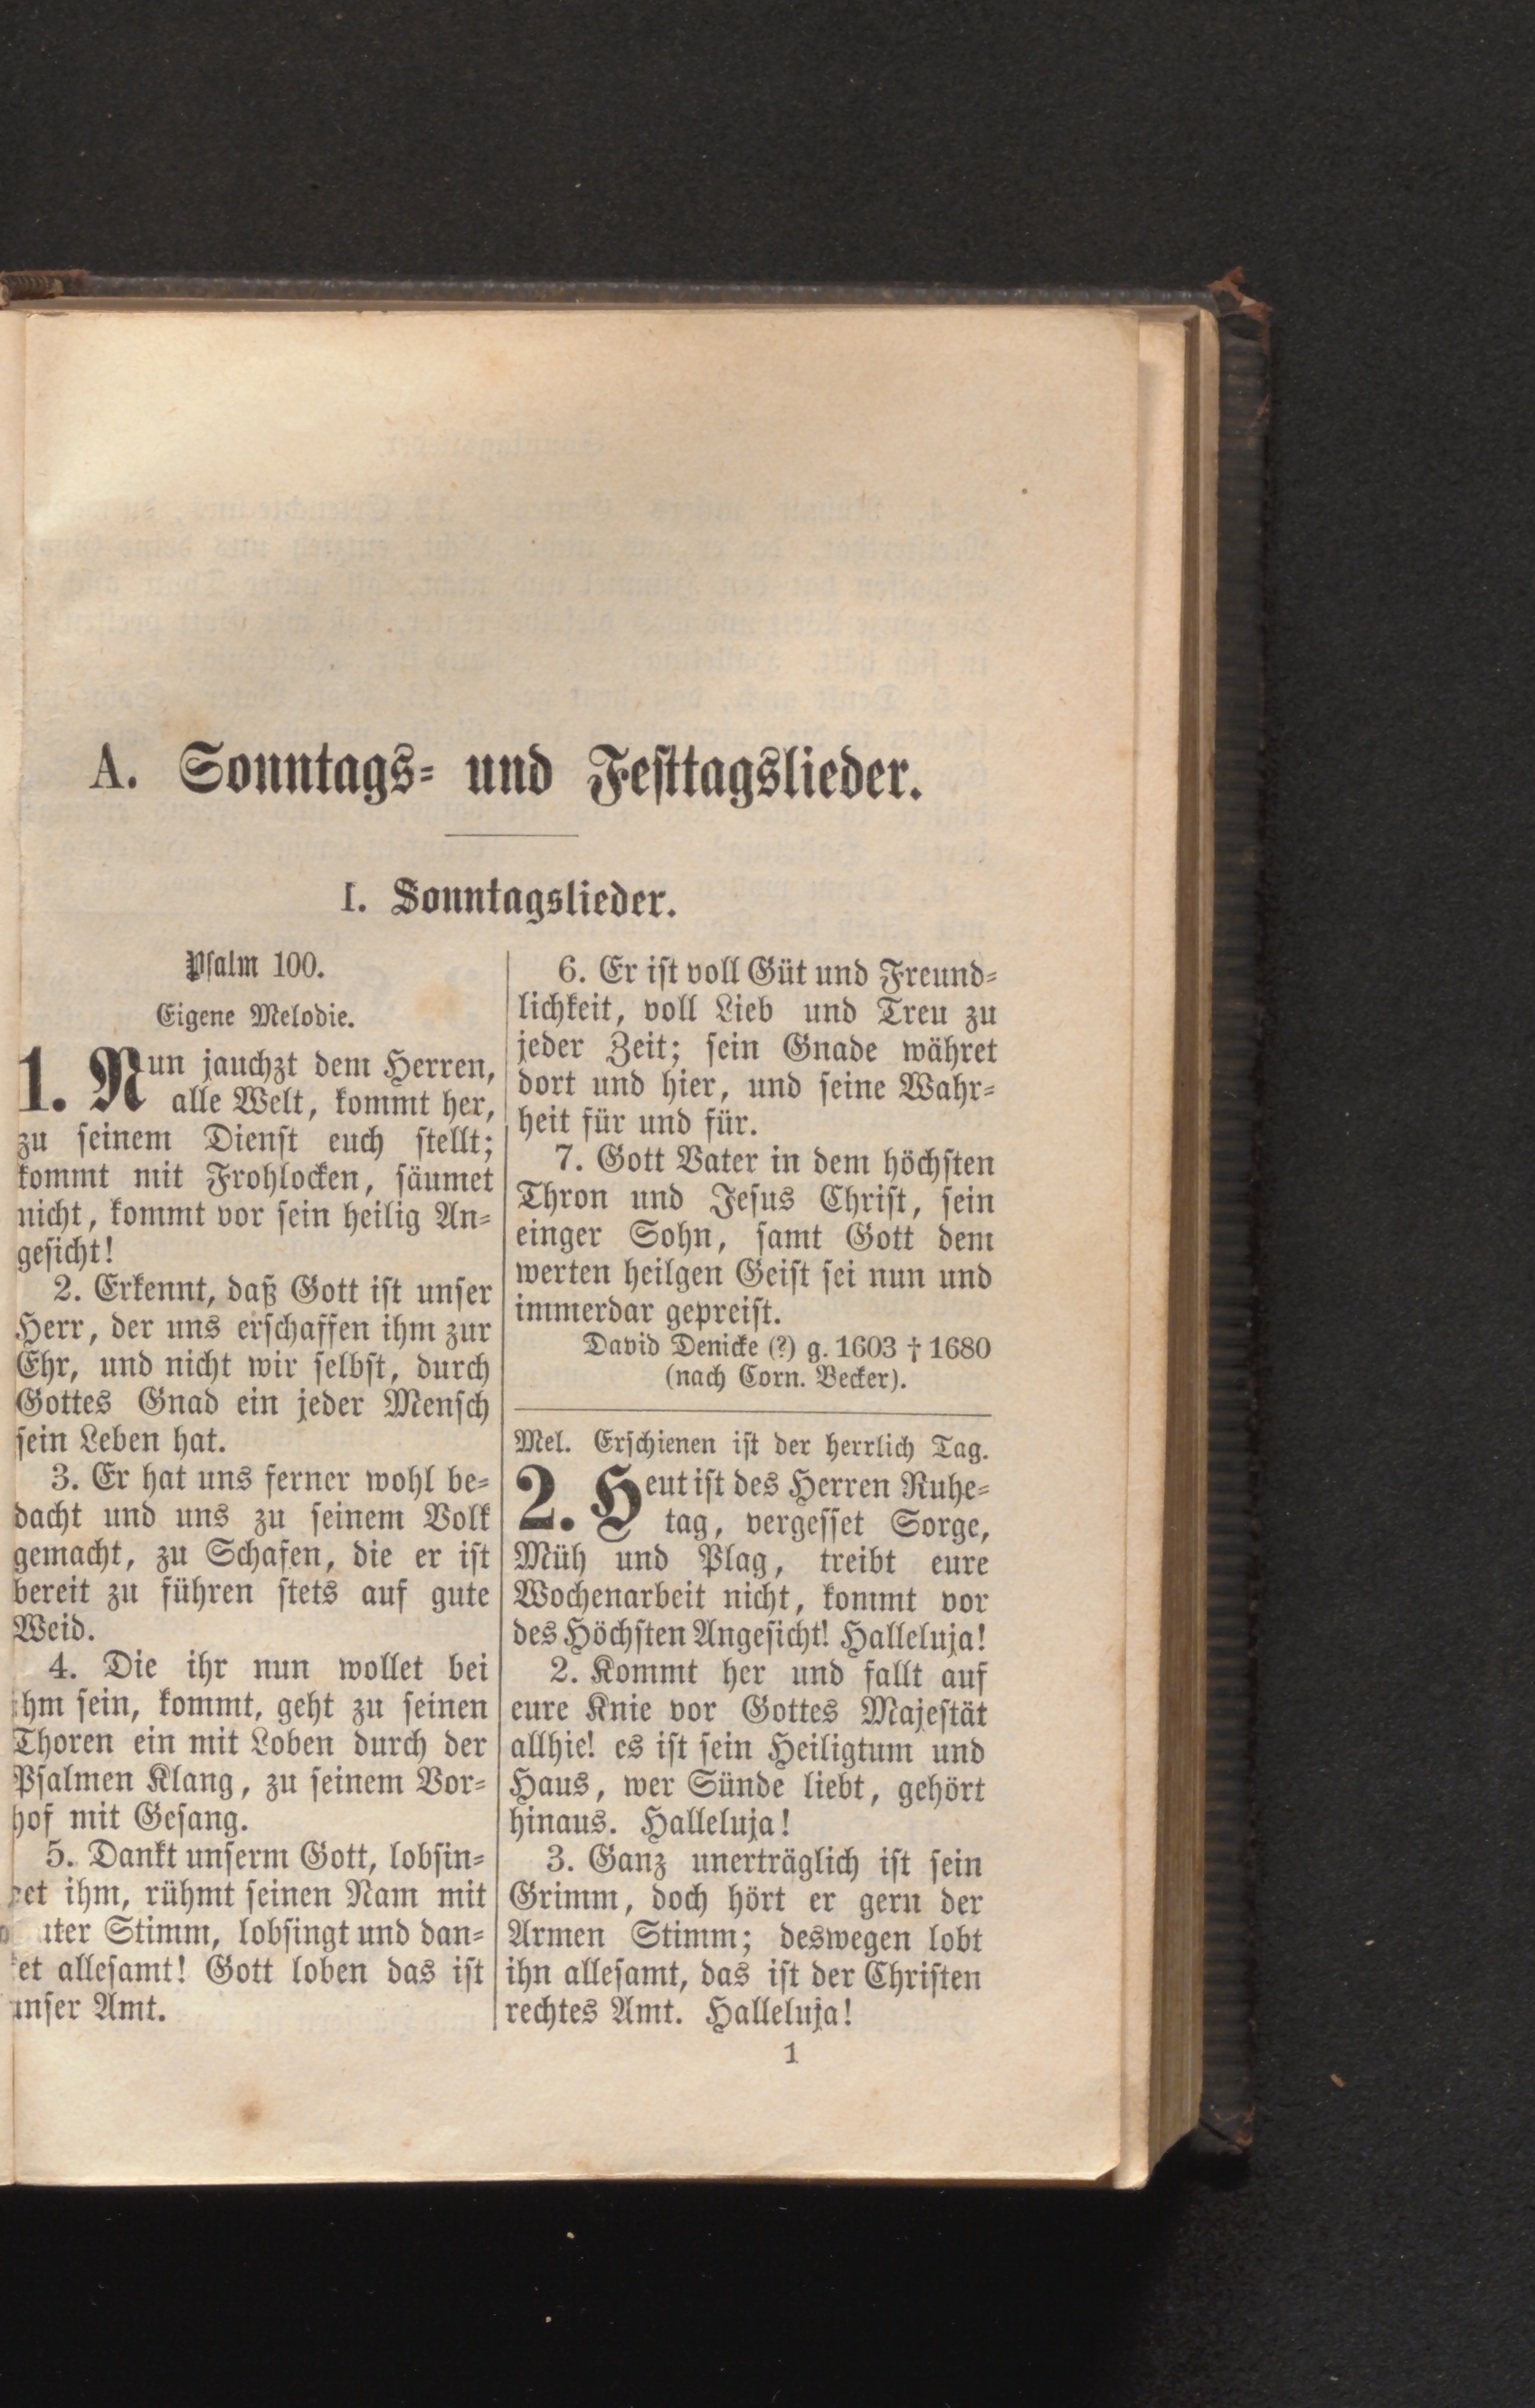 A. Sonntags- und Festtagslieder.
I. Sonntagslieder.
Psalm 100.
Eigene Melodie.
1. Nun jauchzt dem Herren,
alle Welt, kommt her,
zu seinem Dienst euch stellt;
kommt mit Frohlocken, säumet
nicht, kommt vor sein heilig An-
gesicht!
2. Erkennt, daß Gott ist unser
Herr, der uns erschaffen ihm zur
Ehr, und nicht wir selbst, durch
Gottes Gnad ein jeder Mensch
sein Leben hat.
3. Er hat uns ferner wohl be-
dacht und uns zu seinem Volk
gemacht, zu Schafen, die er ist
bereit zu führen stets auf gute
Weid.
4. Die ihr nun wollet bei
ihm sein, kommt, geht zu seinen
Thoren ein mit Loben durch der
Psalmen Klang, zu seinem Vor-
hof mit Gesang.
5. Dankt unserm Gott, lobsin-
get ihm, rühmt seinen Nam mit
lauter Stimm, lobsingt und dan-
ket allesamt! Gott loben das ist
unser Amt.
6. Er ist voll Güt und Freund-
lichkeit, voll Lieb und Treu zu
jeder Zeit; sein Gnade währet
dort und hier, und seine Wahr-
heit für und für.
7. Gott Vater in dem höchsten
Thron und Jesus Christ, sein
einger Sohn, samt Gott dem
werten heilgen Geist sei nun und
immerdar gepreist.
David Denicke (?) g. 1603 † 1680
(nach Corn. Becker).
Mel. Erschienen ist der herrlich Tag.
2. Heut ist des Herren Ruhe-
tag, vergesset Sorge,
Müh und Plag, treibt eure
Wochenarbeit nicht, kommt vor
des Höchsten Angesicht! Halleluja!
2. Kommt her und fallt auf
eure Knie vor Gottes Majestät
allhie! es ist sein Heiligtum und
Haus, wer Sünde liebt, gehört
hinaus. Halleluja!
3. Ganz unerträglich ist sein
Grimm, doch hört er gern der
Armen Stimm; deswegen lobt
ihn allesamt, das ist der Christen
rechtes Amt. Halleluja!
1